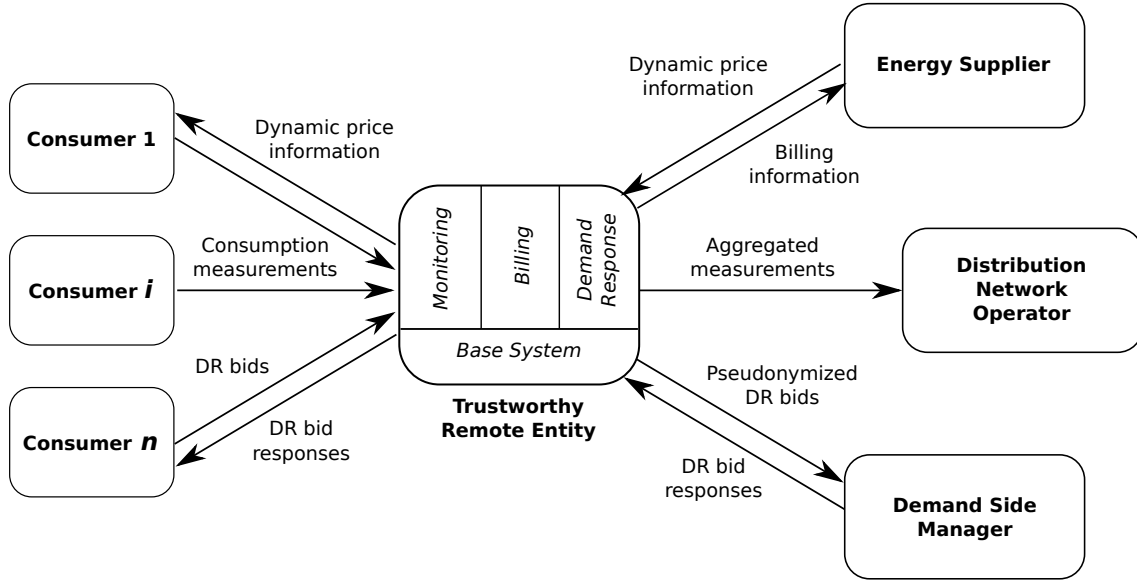 Consumer 1
Dynamic price
information
Consumer i
Consumption
measurements
Consumer n
DR bids
DR bid
responses
Monitoring
Billing
Demand
Response
Base System
Trustworthy
Remote Entity
Dynamic price
information
Energy Supplier
Billing
information
Aggregated
measurements
Distribution
Network
Operator
Pseudonymized
DR bids
DR bid
responses
Demand Side
Manager